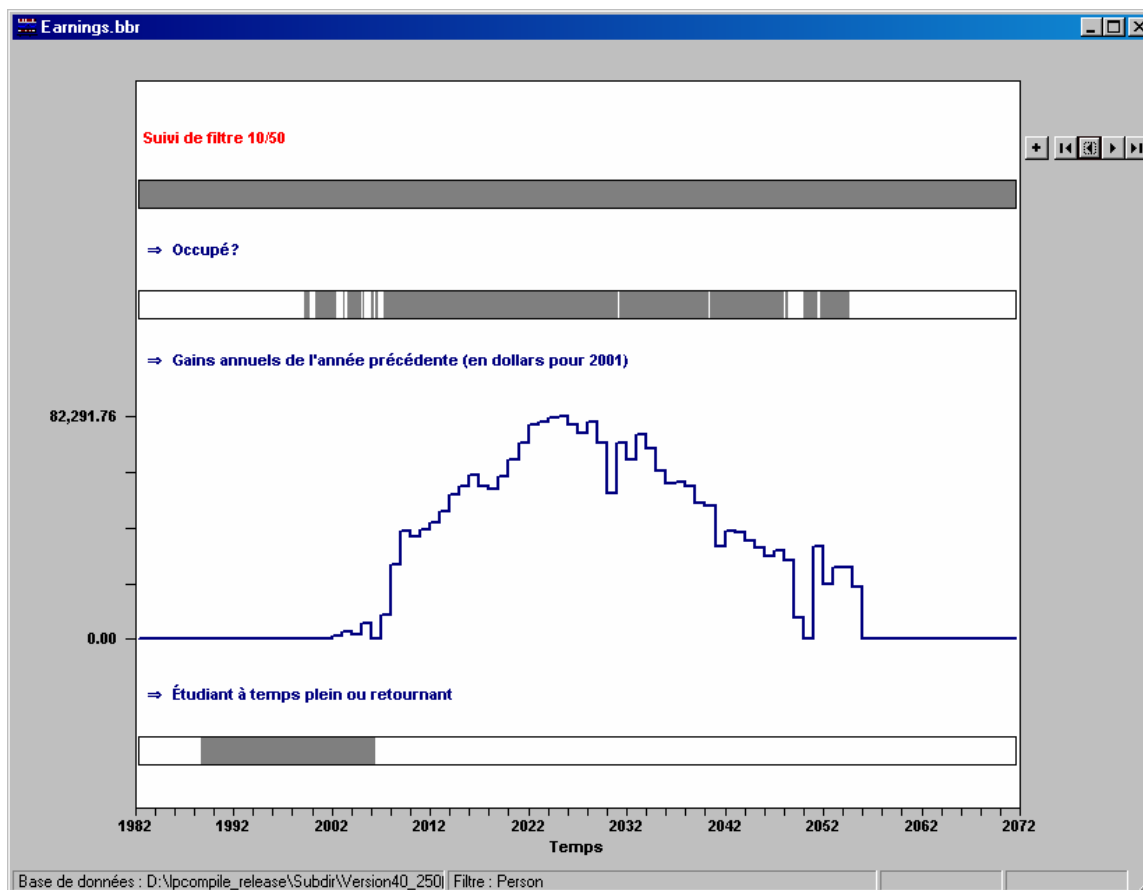 Earnings.bbr
Suivi de filtre 10/50
⇒ Occupé?
⇒ Gains annuels de l'année précédente (en dollars pour 2001)
82,291.76
0.00
⇒ Étudiant à temps plein ou retournant
1982 1992 2002 2012 2022 2032 2042 2052 2062 2072
Temps
Base de données : D:\lpcompile_release\Subdir\Version40_250 Filtre : Person